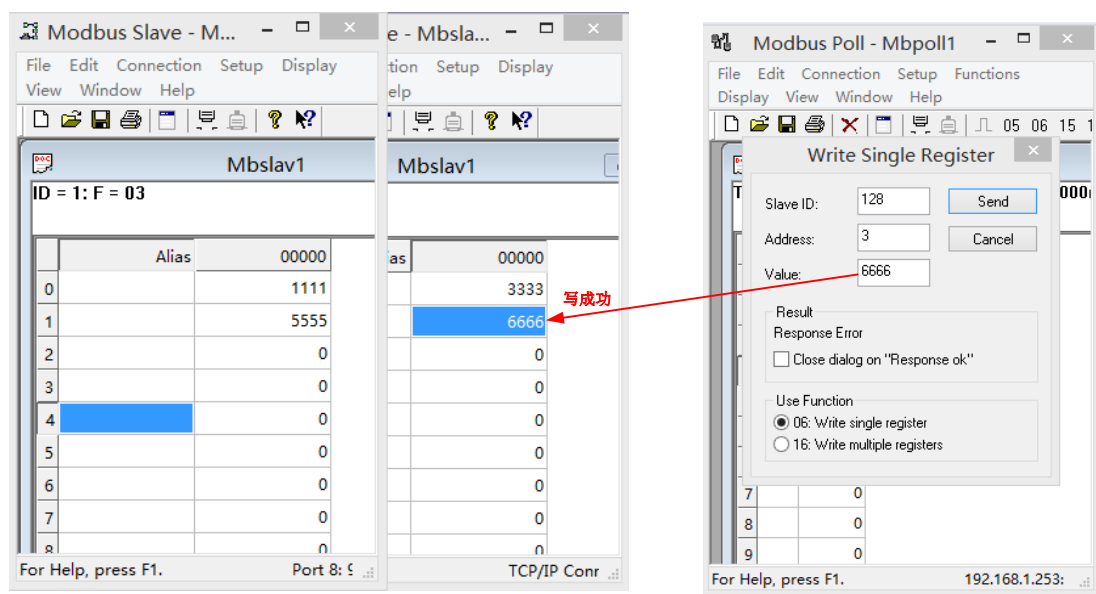 Modbus Slave - M...
File Edit Connection Setup Display
View Window Help
Mbslav1
ID = 1: F = 03
Alias 00000
0 1111
1 5555
2 0
3 0
4 0
5 0
6 0
7 0
8 0
For Help, press F1. Port 8: 9
e - Mbsla...
tion Setup Display
elp
Mbslav1
as 00000
3333
6666
0
0
0
0
0
0
0
TCP/IP Conr
写成功
Modbus Poll - Mbpoll1
File Edit Connection Setup Functions
Display View Window Help
05 06 15 1
Write Single Register
T 000
Slave ID: 128 Send
Address: 3 Cancel
Value: 6666
Result
Response Error
Close dialog on "Response ok"
Use Function
06: Write single register
16: Write multiple registers
7 0
8 0
9 0
For Help, press F1. 192.168.1.253: